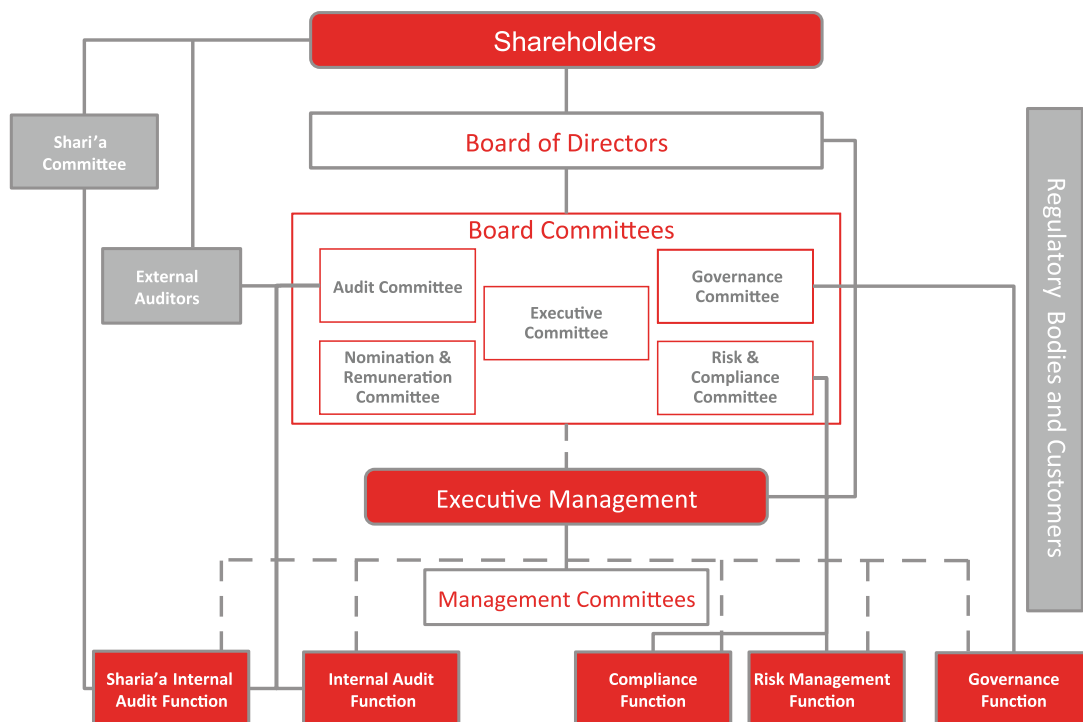 Shareholders
Shari’a
Committee
Board of Directors
Board Committees
External
Auditors
Audit Committee
Executive
Committee
Governance
Committee
Nomination &
Remuneration
Committee
Risk &
Compliance
Committee
Regulatory Bodies and Customers
Executive Management
Management Committees
Sharia’a Internal
Audit Function
Internal Audit
Function
Compliance
Function
Risk Management
Function
Governance
Function